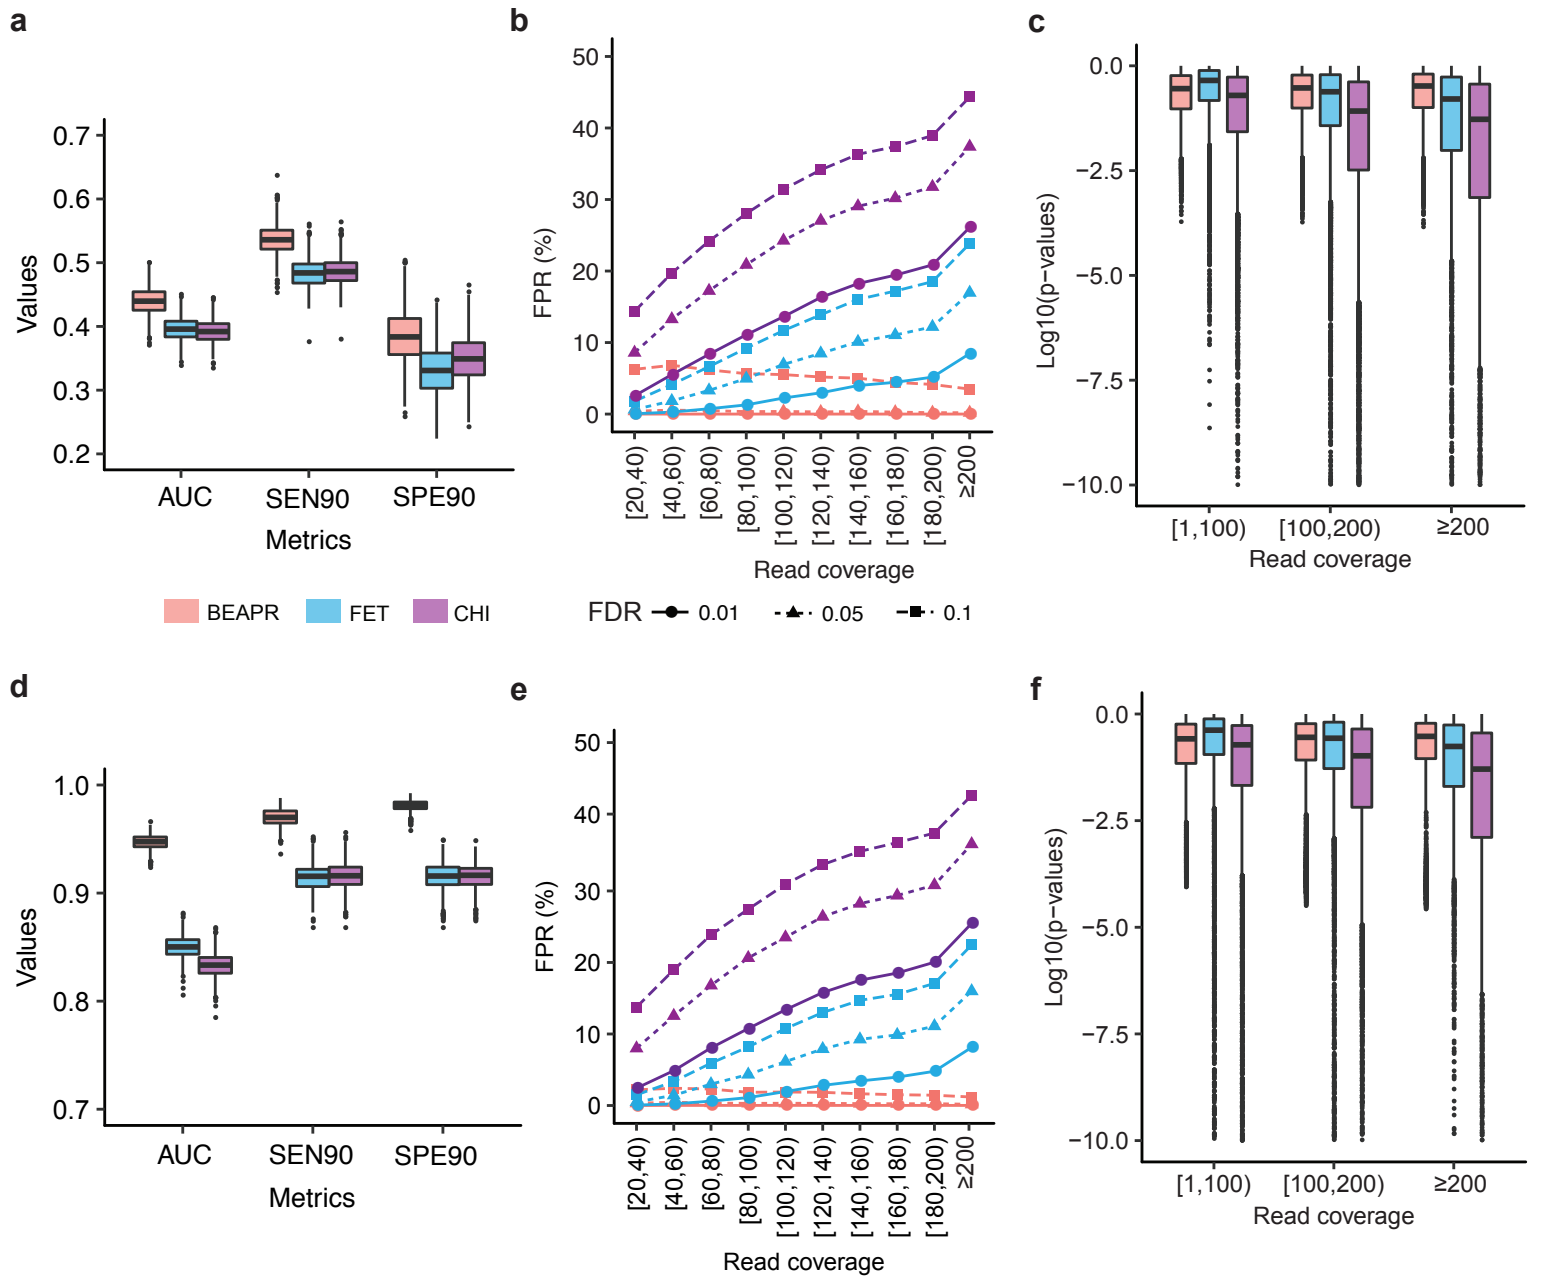 a
b
c
0.7
0.6
0.5
0.4
0.3
0.2
Values
AUC
SEN90
SPE90
Metrics
50
40
30
20
10
0
FPR (%)
[20,40)
[40,60)
[60,80)
[80,100)
[100,120)
[120,140)
[140,160)
[160,180)
[180,200)
≥200
Read coverage
0.0
−2.5
−5.0
−7.5
−10.0
Log10(p−values)
[1,100)
[100,200)
≥200
Read coverage
BEAPR FET CHI
FDR 0.01 0.05 0.1
d
e
f
1.0
0.9
0.8
0.7
Values
AUC
SEN90
SPE90
Metrics
50
40
30
20
10
0
FPR (%)
[20,40)
[40,60)
[60,80)
[80,100)
[100,120)
[120,140)
[140,160)
[160,180)
[180,200)
≥200
Read coverage
0.0
−2.5
−5.0
−7.5
−10.0
Log10(p−values)
[1,100)
[100,200)
≥200
Read coverage